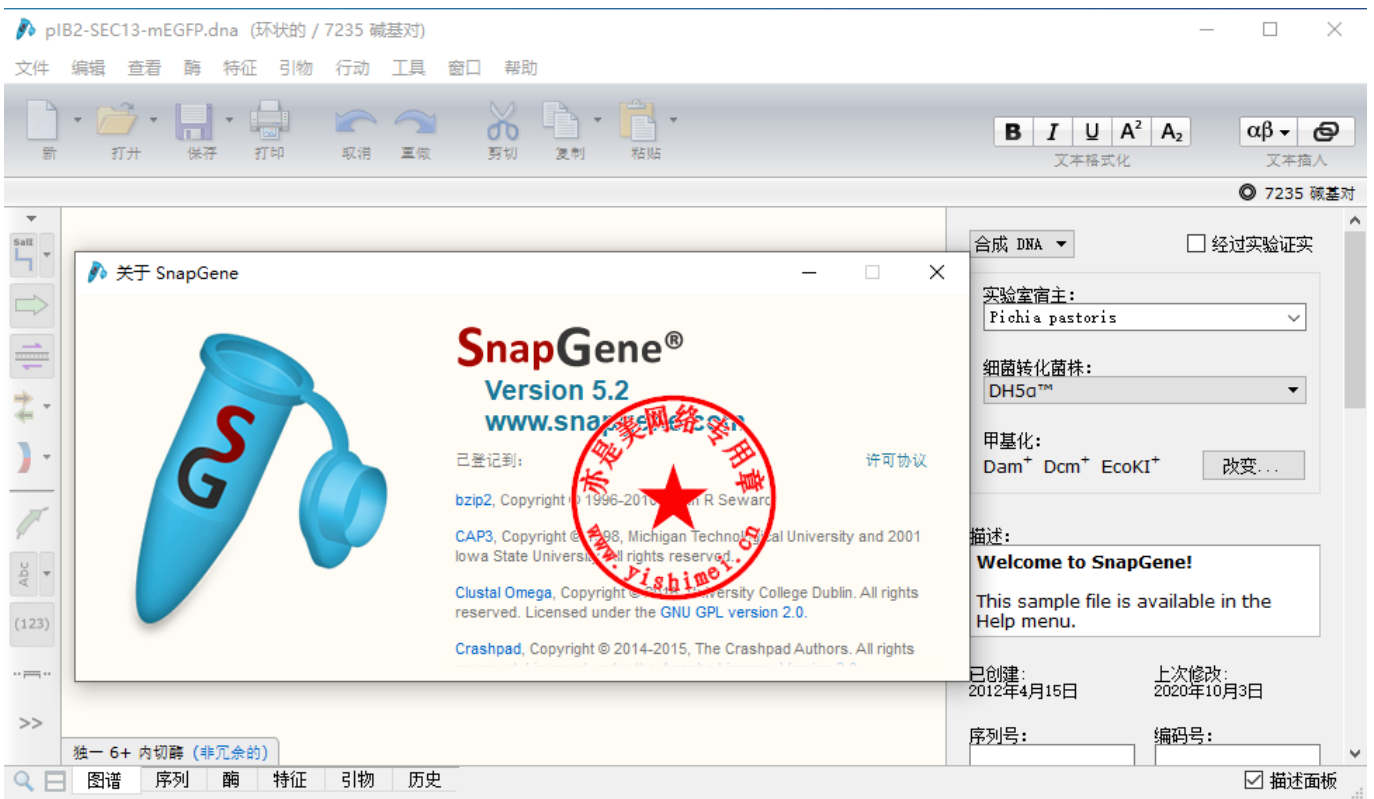 pIB2-SEC13-mEGFP.dna (环状的 / 7235 碱基对)
文件 编辑 查看 酶 特征 引物 行动 工具 窗口 帮助
B I U A² A₂ αβ
新 打开 保存 打印 取消 重做 剪切 复制 粘贴 文本格式化 文本插入
7235 碱基对
SalI
合成 DNA
经过实验证实
关于 SnapGene
实验室宿主:
Pichia pastoris
SnapGene®
Version 5.2
细菌转化菌株:
DH5α™
甲基化:
Dam⁺ Dcm⁺ EcoKI⁺ 改变...
已登记到: 许可协议
bzip2, Copyright © 1996-2010 R Seward
CAP3, Copyright © 1998, Michigan Technological University and 2001
Iowa State University. All rights reserved.
Clustal Omega, Copyright © University College Dublin. All rights
reserved. Licensed under the GNU GPL version 2.0.
Crashpad, Copyright © 2014-2015, The Crashpad Authors. All rights
亦是美网络专用章
www.yishimei.cn
SG
描述:
Welcome to SnapGene!
This sample file is available in the
Help menu.
已创建: 上次修改:
2012年4月15日 2020年10月3日
序列号: 编码号:
Abc
(123)
>>
独一 6+ 内切酶 (非冗余的)
图谱 序列 酶 特征 引物 历史
描述面板